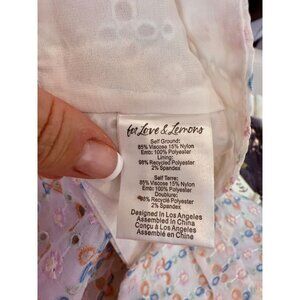 for Love & Lemons
Self Ground:
85% Viscose 15% Nylon
Emb: 100% Polyester
Lining:
98% Recycled Polyester
2% Spandex
Self Terre:
85% Viscose 15% Nylon
Emb: 100% Polyester
Doublure:
98% Recycled Polyester
2% Spandex
Designed In Los Angeles
Assembled In China
Conçu à Los Angeles
Assemblé en Chine